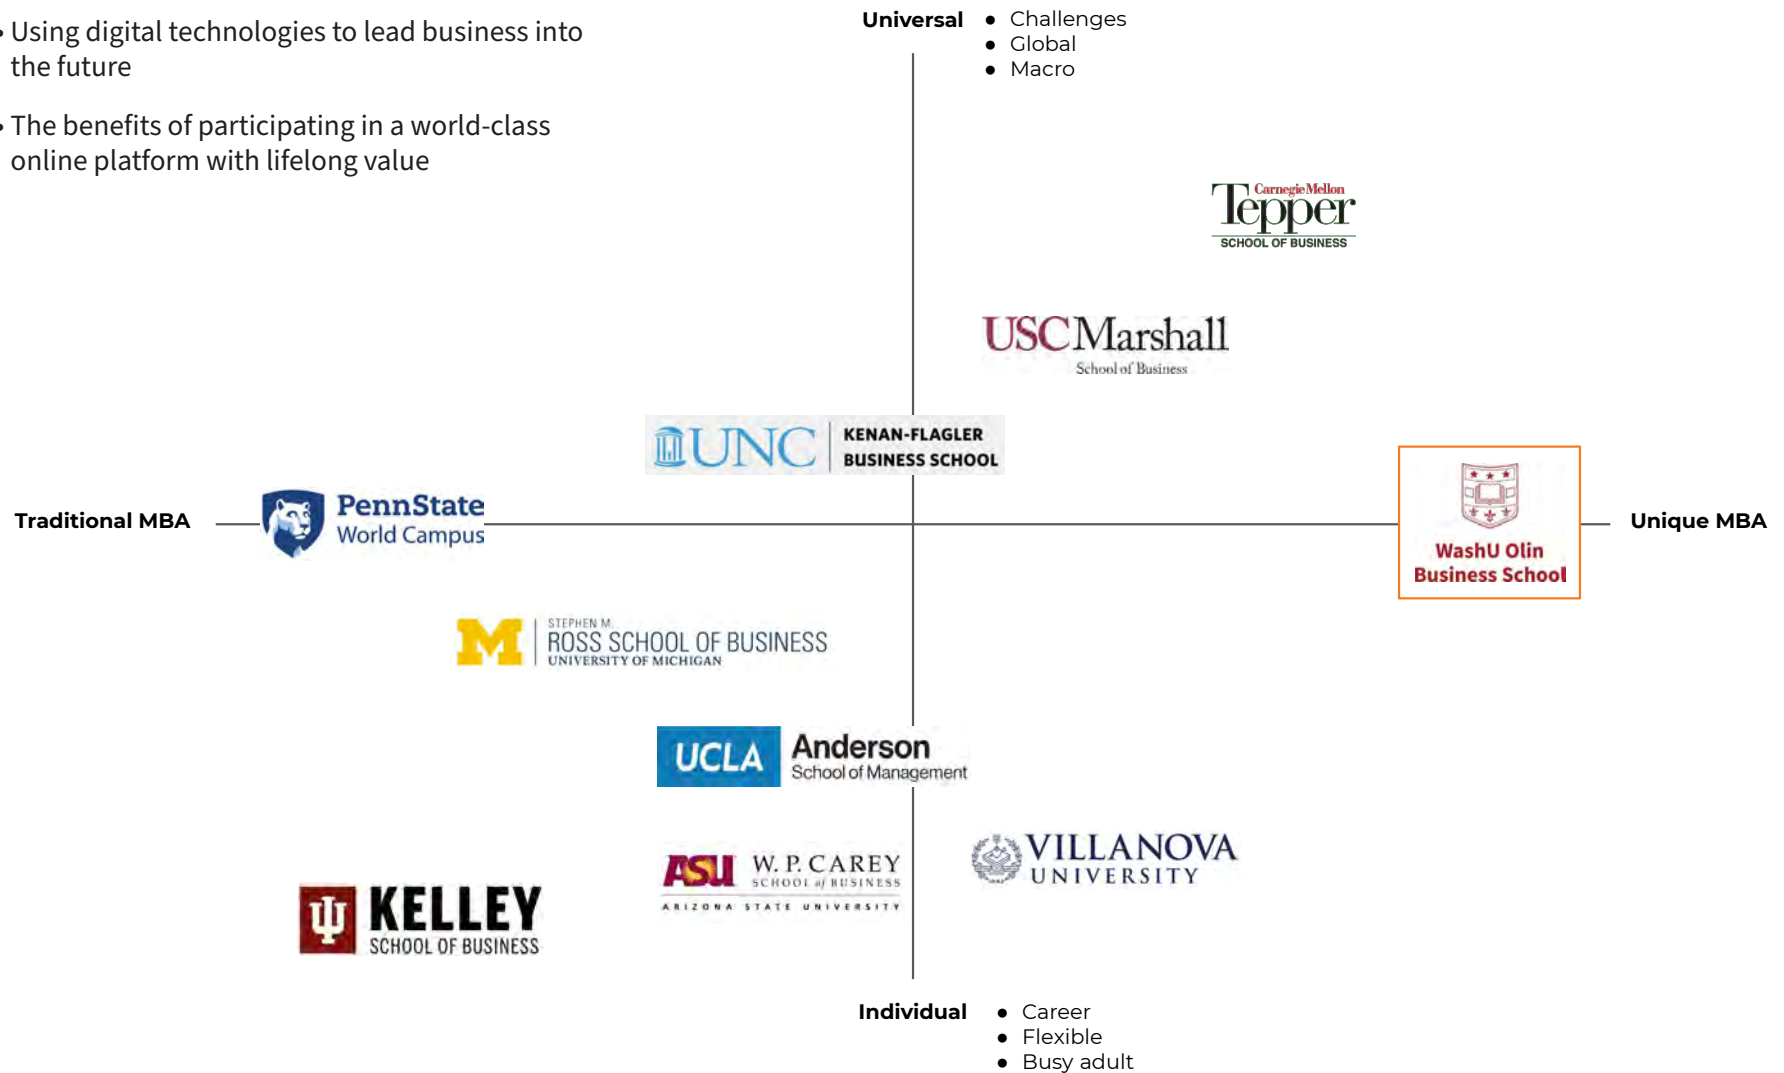 • Using digital technologies to lead business into
the future
• The benefits of participating in a world-class
online platform with lifelong value
Universal
● Challenges
● Global
● Macro
Carnegie Mellon
Tepper
SCHOOL OF BUSINESS
USC Marshall
School of Business
UNC
KENAN-FLAGLER
BUSINESS SCHOOL
Traditional MBA
PennState
World Campus
WashU Olin
Business School
Unique MBA
M
STEPHEN M.
ROSS SCHOOL OF BUSINESS
UNIVERSITY OF MICHIGAN
UCLA
Anderson
School of Management
VILLANOVA
UNIVERSITY
ASU
W. P. CAREY
SCHOOL of BUSINESS
ARIZONA STATE UNIVERSITY
KELLEY
SCHOOL OF BUSINESS
Individual
● Career
● Flexible
● Busy adult